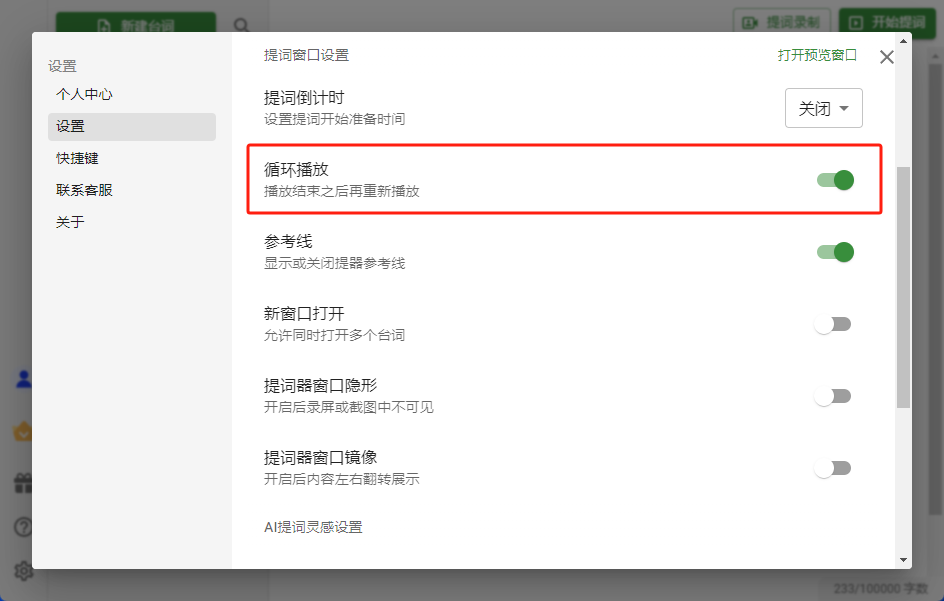 新建台词
提词录制
开始提词
设置
个人中心
设置
快捷键
联系客服
关于
提词窗口设置
打开预览窗口
提词倒计时
设置提词开始准备时间
关闭
循环播放
播放结束之后再重新播放
参考线
显示或关闭提器参考线
新窗口打开
允许同时打开多个台词
提词器窗口隐形
开启后录屏或截图中不可见
提词器窗口镜像
开启后内容左右翻转展示
AI提词灵感设置
233/100000 字数